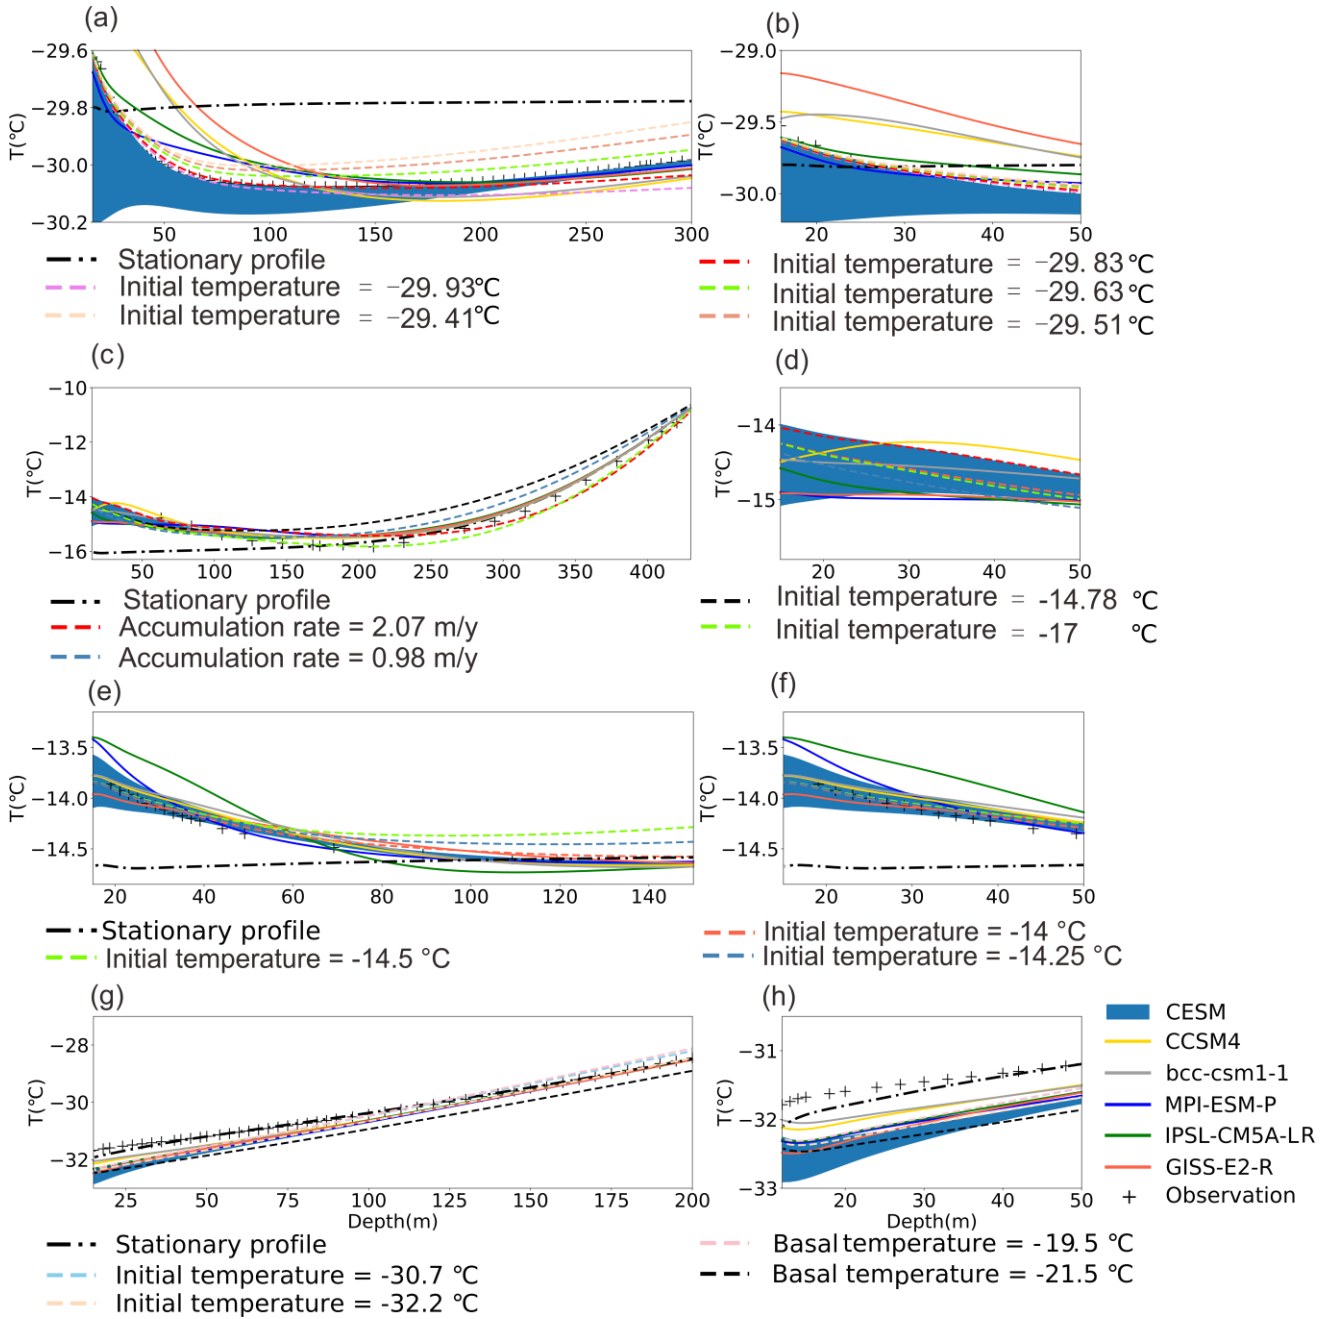 (a)
(b)
−29.6
−29.8
−30.0
−30.2
T(°C)
50
100
150
200
250
300
−29.0
−29.5
−30.0
T(°C)
20
30
40
50
Stationary profile
Initial temperature = −29. 93℃
Initial temperature = −29. 41℃
Initial temperature = −29. 83℃
Initial temperature = −29. 63℃
Initial temperature = −29. 51℃
(c)
(d)
−10
−12
−14
−16
T(°C)
50
100
150
200
250
300
350
400
−14
−15
T(°C)
20
30
40
50
Stationary profile
Accumulation rate = 2.07 m/y
Accumulation rate = 0.98 m/y
Initial temperature = -14.78 ℃
Initial temperature = -17 ℃
(e)
(f)
−13.5
−14.0
−14.5
T(°C)
20
40
60
80
100
120
140
−13.5
−14.0
−14.5
T(°C)
20
30
40
50
Stationary profile
Initial temperature = -14.5 °C
Initial temperature = -14 °C
Initial temperature = -14.25 °C
(g)
(h)
−28
−30
−32
T(°C)
25
50
75
100
125
150
175
200
Depth(m)
−31
−32
−33
T(°C)
20
30
40
50
Depth(m)
CESM
CCSM4
bcc-csm1-1
MPI-ESM-P
IPSL-CM5A-LR
GISS-E2-R
Observation
Stationary profile
Initial temperature = -30.7 ℃
Initial temperature = -32.2 ℃
Basal temperature = -19.5 ℃
Basal temperature = -21.5 ℃